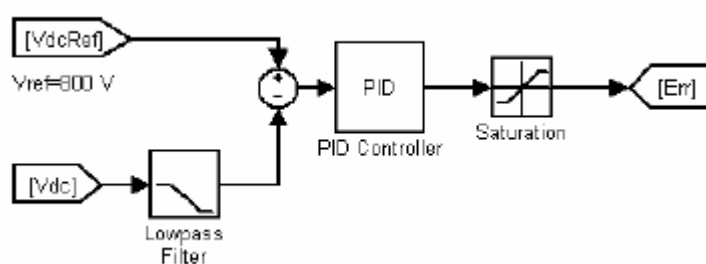 [VdcRef]
Vref=800 V
+
-
PID
PID Controller
Saturation
[Err]
[Vdc]
Lowpass
Filter